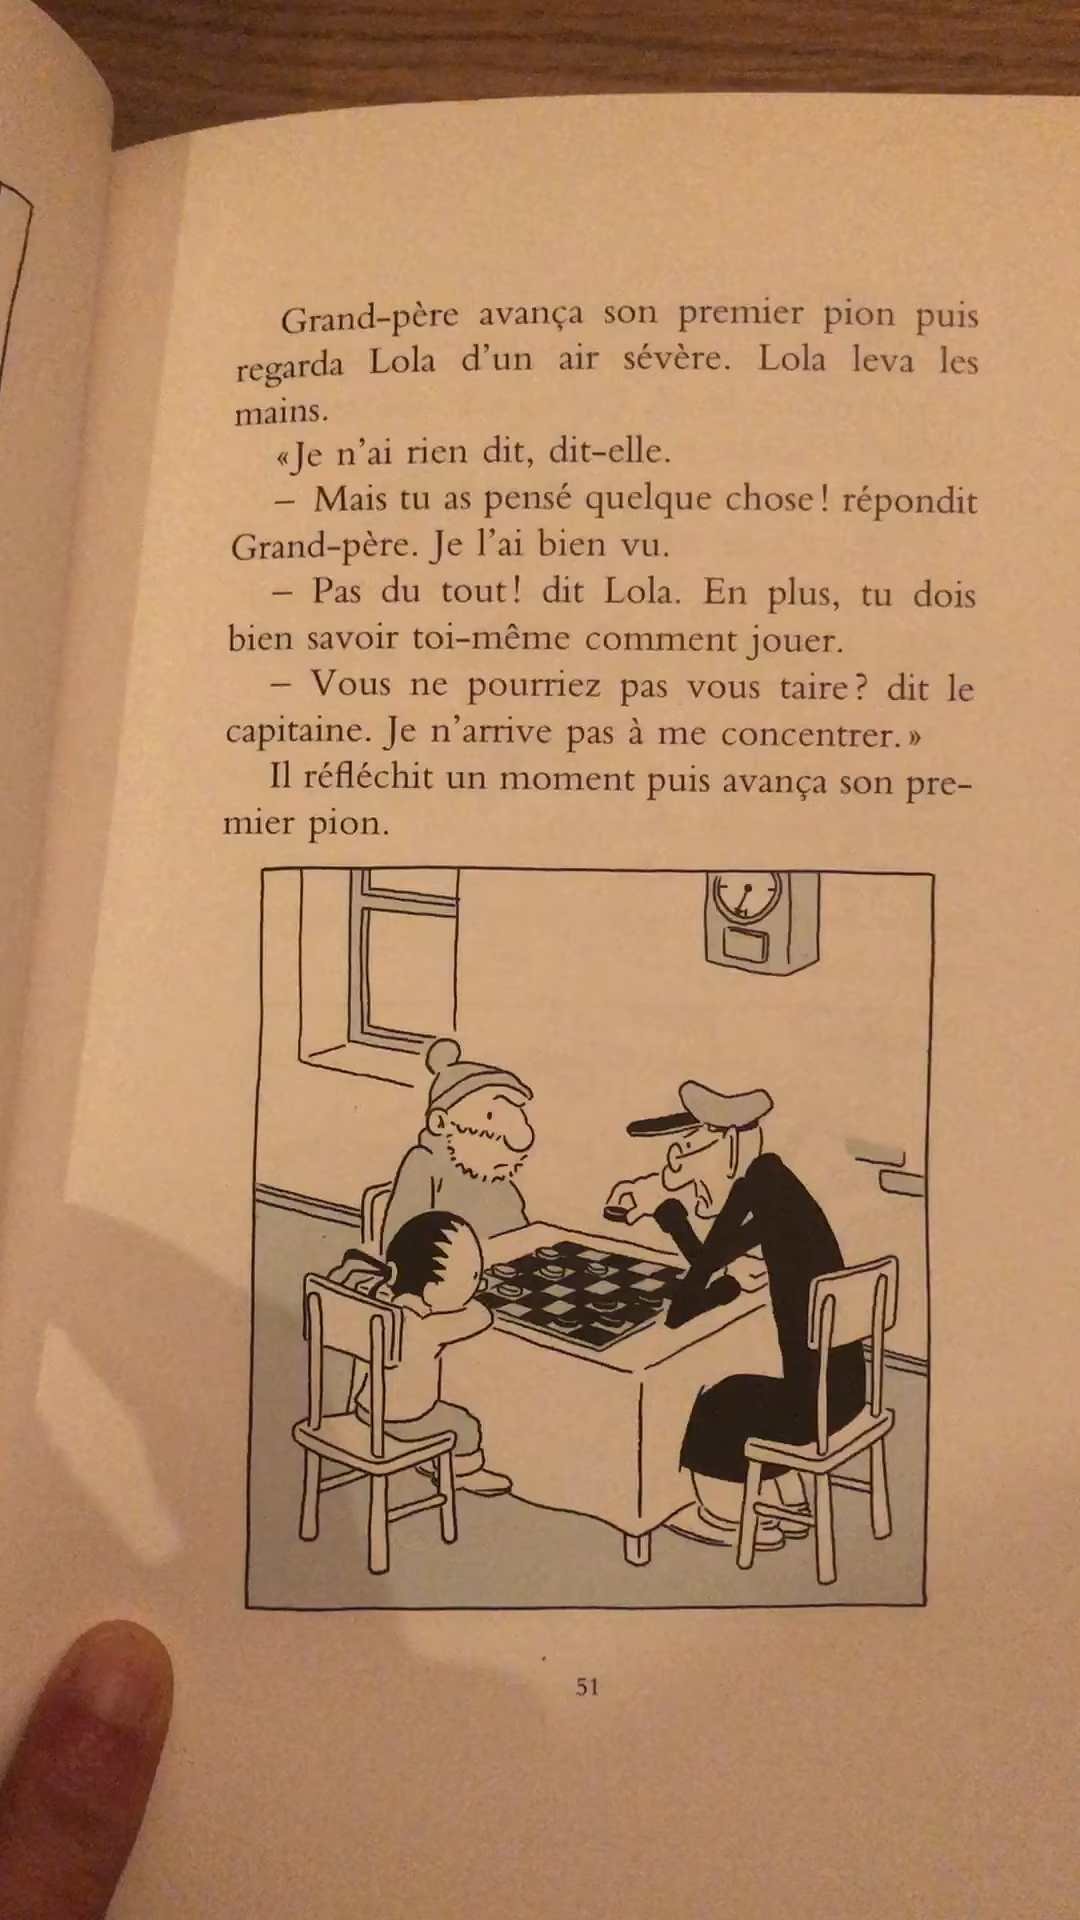 Grand-père avança son premier pion puis
regarda Lola d'un air sévère. Lola leva les
mains.
«Je n'ai rien dit, dit-elle.
– Mais tu as pensé quelque chose! répondit
Grand-père. Je l'ai bien vu.
– Pas du tout! dit Lola. En plus, tu dois
bien savoir toi-même comment jouer.
– Vous ne pourriez pas vous taire? dit le
capitaine. Je n'arrive pas à me concentrer.»
Il réfléchit un moment puis avança son pre-
mier pion.
51